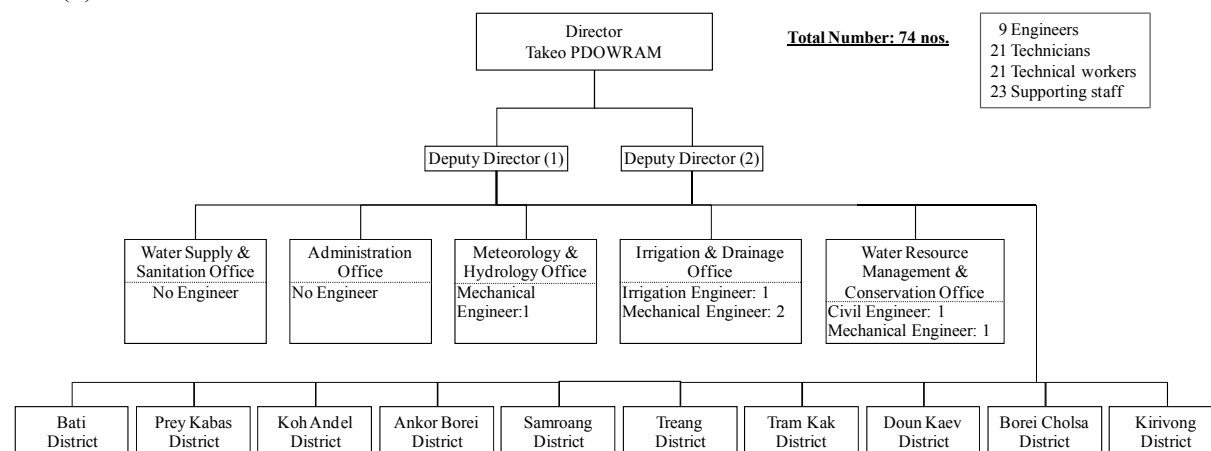 Director
Takeo PDOWRAM
Total Number: 74 nos.
9 Engineers
21 Technicians
21 Technical workers
23 Supporting staff
Deputy Director (1)
Deputy Director (2)
Water Supply &
Sanitation Office
No Engineer
Administration
Office
No Engineer
Meteorology &
Hydrology Office
Mechanical
Engineer:1
Irrigation & Drainage
Office
Irrigation Engineer: 1
Mechanical Engineer: 2
Water Resource
Management &
Conservation Office
Civil Engineer: 1
Mechanical Engineer: 1
Bati
District
Prey Kabas
District
Koh Andel
District
Ankor Borei
District
Samroang
District
Treang
District
Tram Kak
District
Doun Kaev
District
Borei Cholsa
District
Kirivong
District